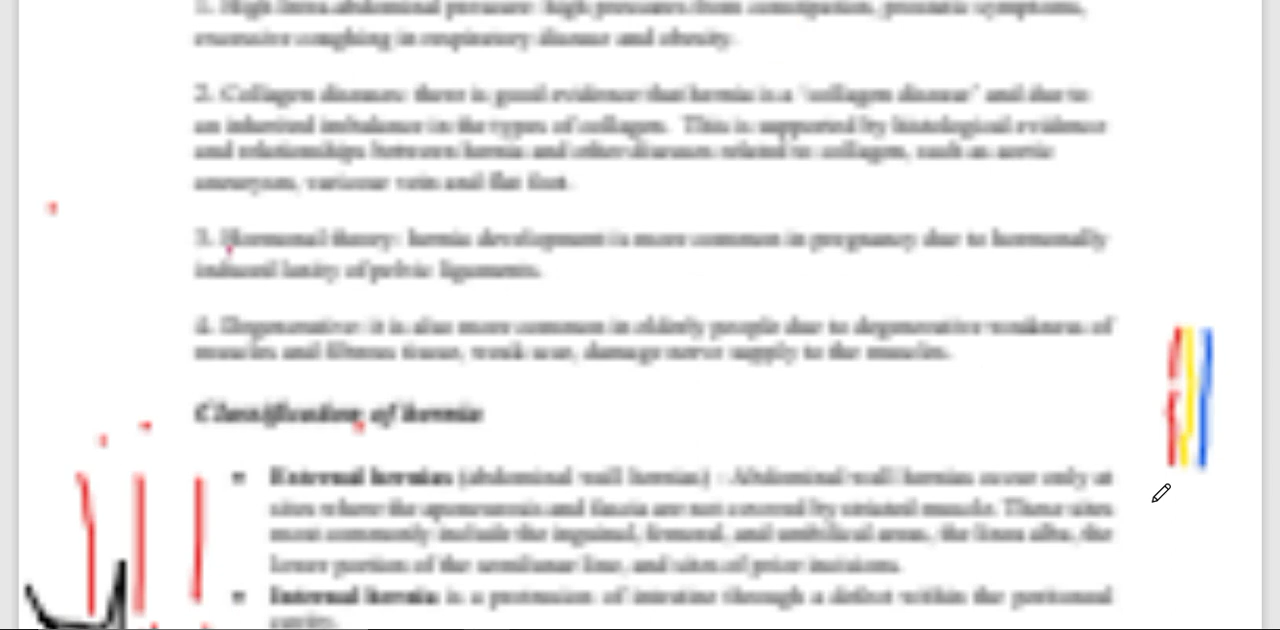 1. High intra-abdominal pressure: high pressures from constipation, prostatic symptoms,
excessive coughing in respiratory disease and obesity.
2. Collagen diseases: there is good evidence that hernia is a 'collagen disease' and due to
an inherited imbalance in the types of collagen. This is supported by histological evidence
and relationships between hernia and other diseases related to collagen, such as aortic
aneurysm, varicose vein and flat foot.
3. Hormonal theory: hernia development is more common in pregnancy due to hormonally
induced laxity of pelvic ligaments.
4. Degenerative: it is also more common in elderly people due to degenerative weakness of
muscles and fibrous tissue, weak scar, damage nerve supply to the muscles.
Classification of hernia
• External hernias (abdominal wall hernias) - Abdominal wall hernias occur only at
sites where the aponeurosis and fascia are not covered by striated muscle. These sites
most commonly include the inguinal, femoral, and umbilical areas, the linea alba, the
lower portion of the semilunar line, and sites of prior incisions.
• Internal hernia is a protrusion of intestine through a defect within the peritoneal
cavity.